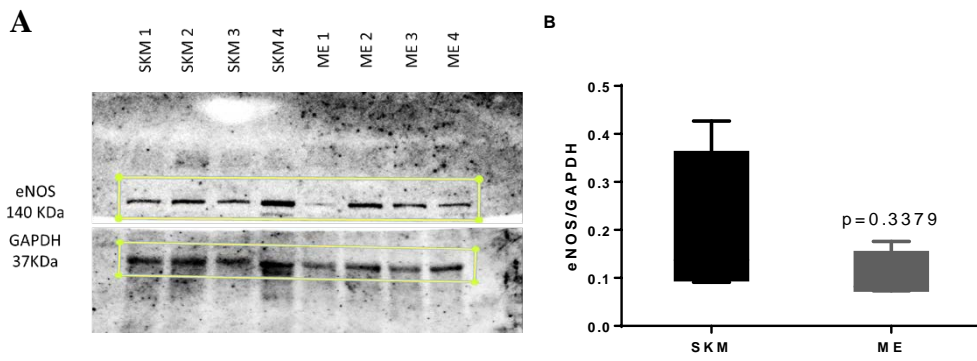 A
SKM 1
SKM 2
SKM 3
SKM 4
ME 1
ME 2
ME 3
ME 4
eNOS
140 KDa
GAPDH
37KDa
B
eNOS/GAPDH
0.5
0.4
0.3
0.2
0.1
0.0
p=0.3379
SKM
ME